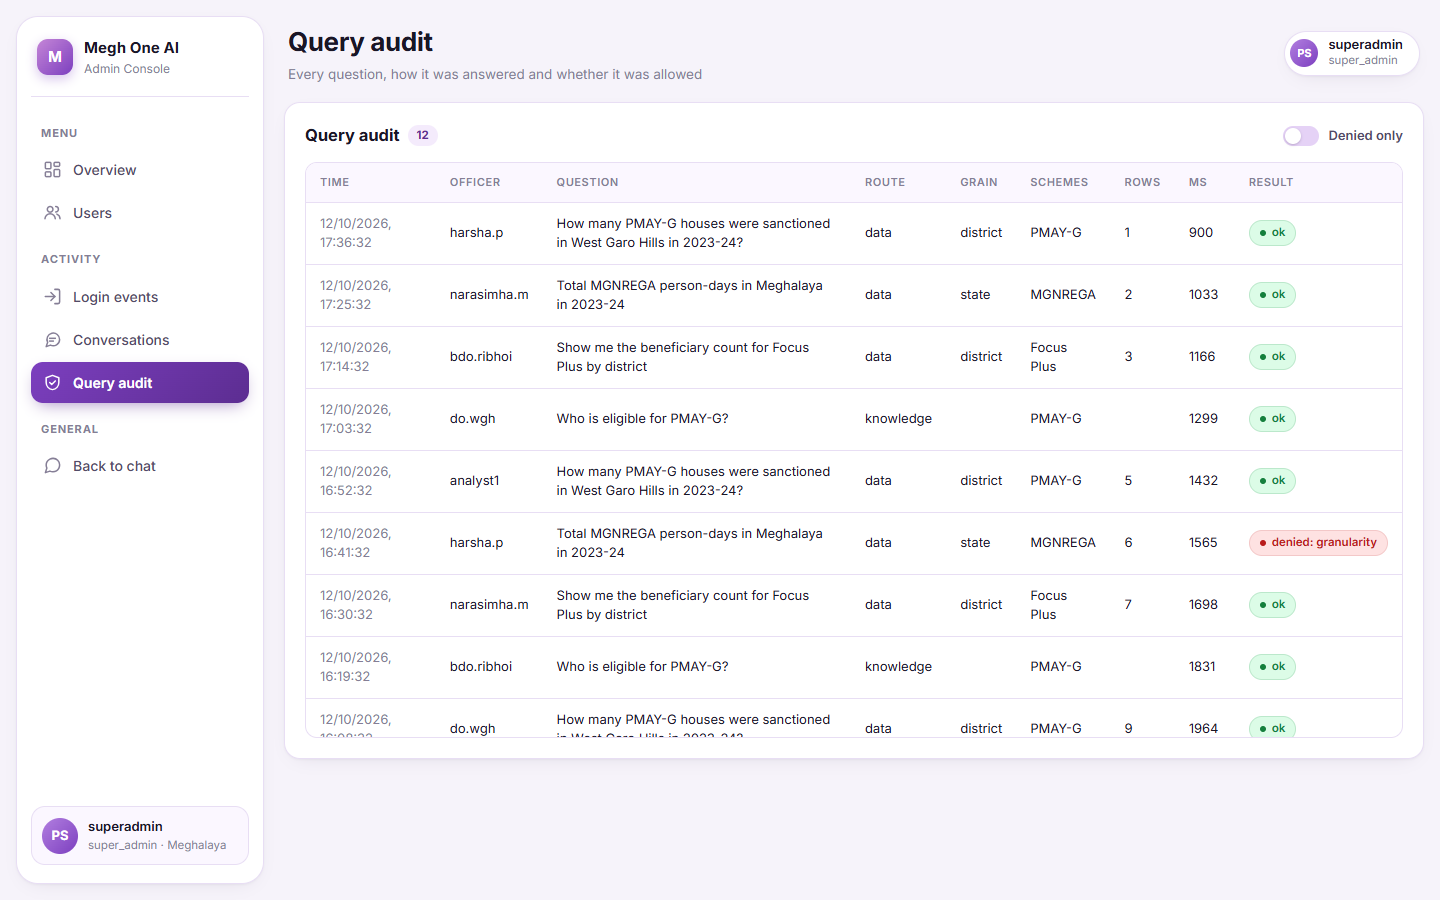 M
Megh One AI
Admin Console
MENU
Overview
Users
ACTIVITY
Login events
Conversations
Query audit
GENERAL
Back to chat
PS
superadmin
super_admin · Meghalaya
Query audit
Every question, how it was answered and whether it was allowed
PS
superadmin
super_admin
Query audit 12
Denied only
TIME OFFICER QUESTION ROUTE GRAIN SCHEMES ROWS MS RESULT
12/10/2026,
17:36:32
harsha.p
How many PMAY-G houses were sanctioned
in West Garo Hills in 2023-24?
data district PMAY-G 1 900 ok
12/10/2026,
17:25:32
narasimha.m
Total MGNREGA person-days in Meghalaya
in 2023-24
data state MGNREGA 2 1033 ok
12/10/2026,
17:14:32
bdo.ribhoi
Show me the beneficiary count for Focus
Plus by district
data district
Focus
Plus
3 1166 ok
12/10/2026,
17:03:32
do.wgh
Who is eligible for PMAY-G?
knowledge PMAY-G 1299 ok
12/10/2026,
16:52:32
analyst1
How many PMAY-G houses were sanctioned
in West Garo Hills in 2023-24?
data district PMAY-G 5 1432 ok
12/10/2026,
16:41:32
harsha.p
Total MGNREGA person-days in Meghalaya
in 2023-24
data state MGNREGA 6 1565 denied: granularity
12/10/2026,
16:30:32
narasimha.m
Show me the beneficiary count for Focus
Plus by district
data district
Focus
Plus
7 1698 ok
12/10/2026,
16:19:32
bdo.ribhoi
Who is eligible for PMAY-G?
knowledge PMAY-G 1831 ok
12/10/2026,
16:08:32
do.wgh
How many PMAY-G houses were sanctioned
in West Garo Hills in 2023-24?
data district PMAY-G 9 1964 ok